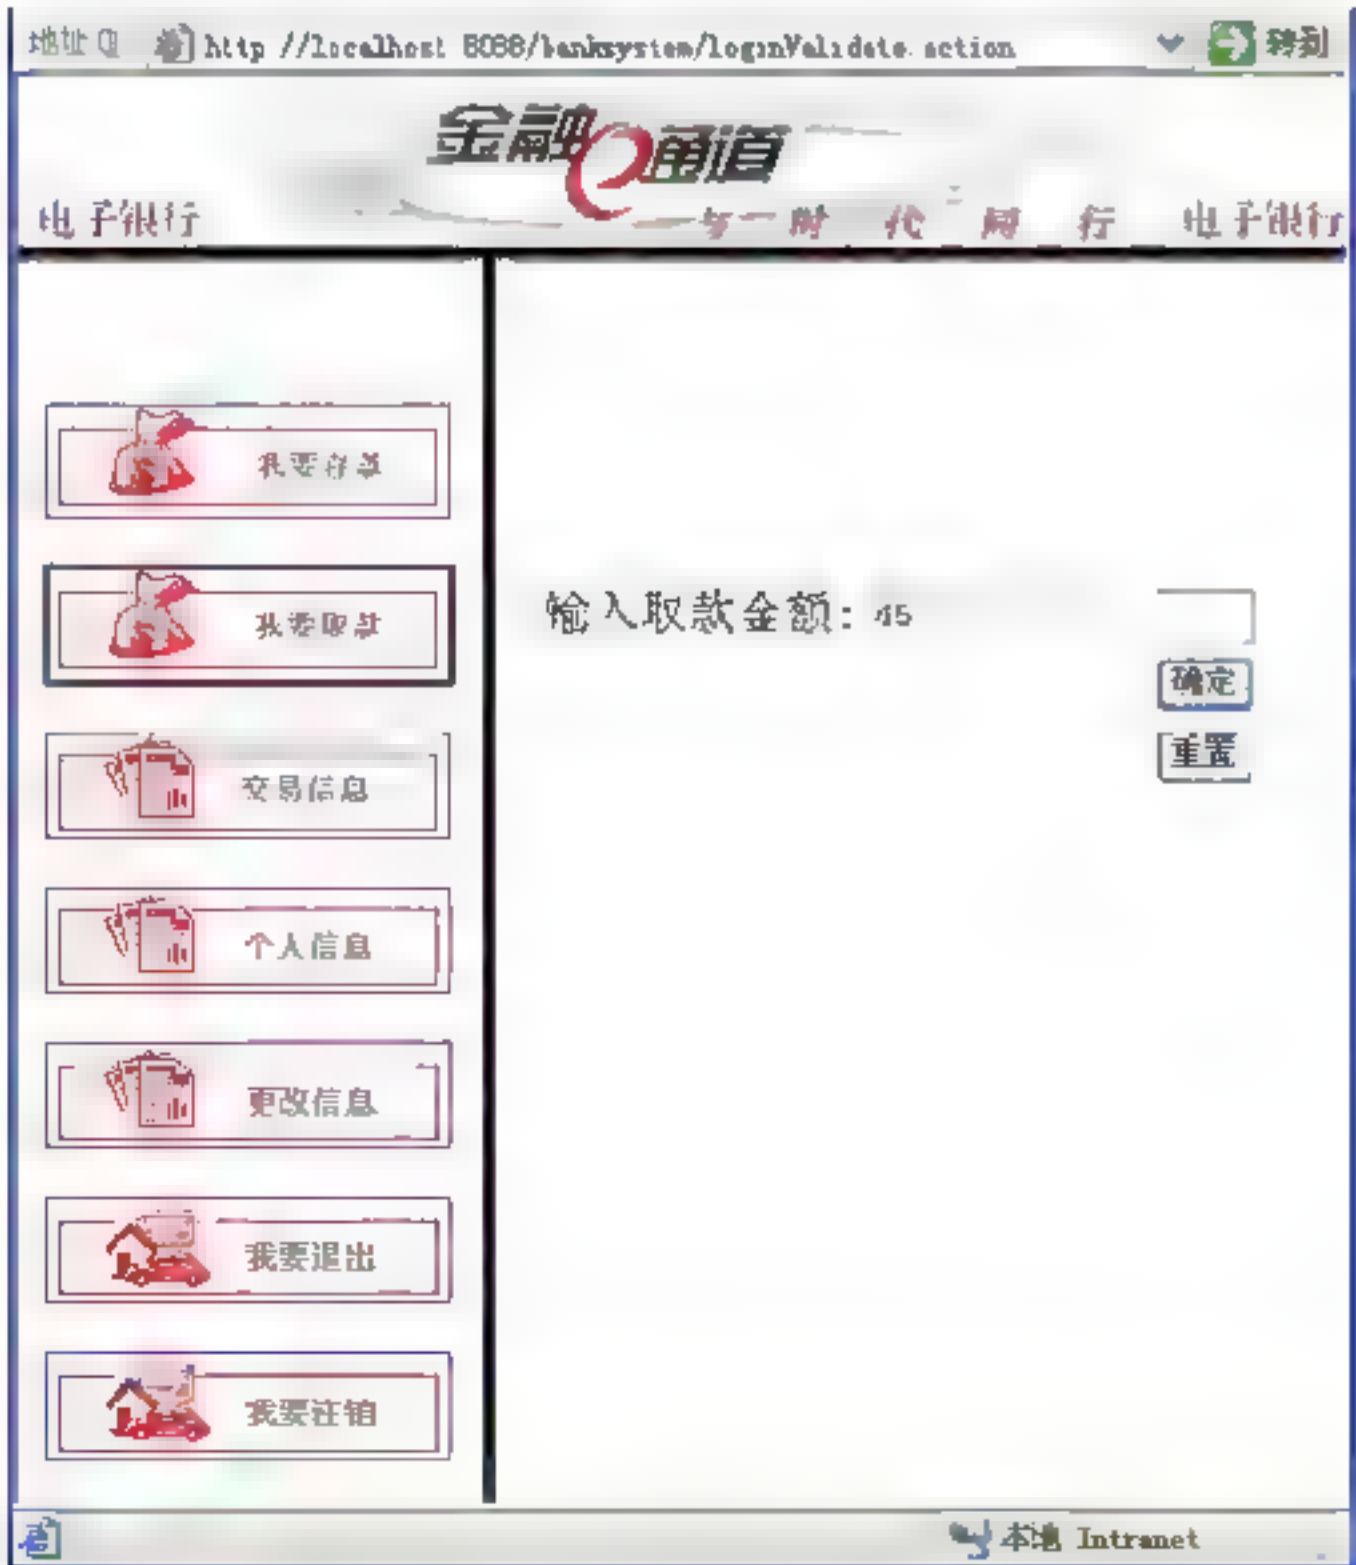 地址(D) http://localhost:8088/banksystem/loginValidate.action 转到
金融e通道
电子银行 时 代 网 行 电子银行
我要存款
我要取款
输入取款金额: 45
确定
重置
交易信息
个人信息
更改信息
我要退出
我要注销
本地 Intranet